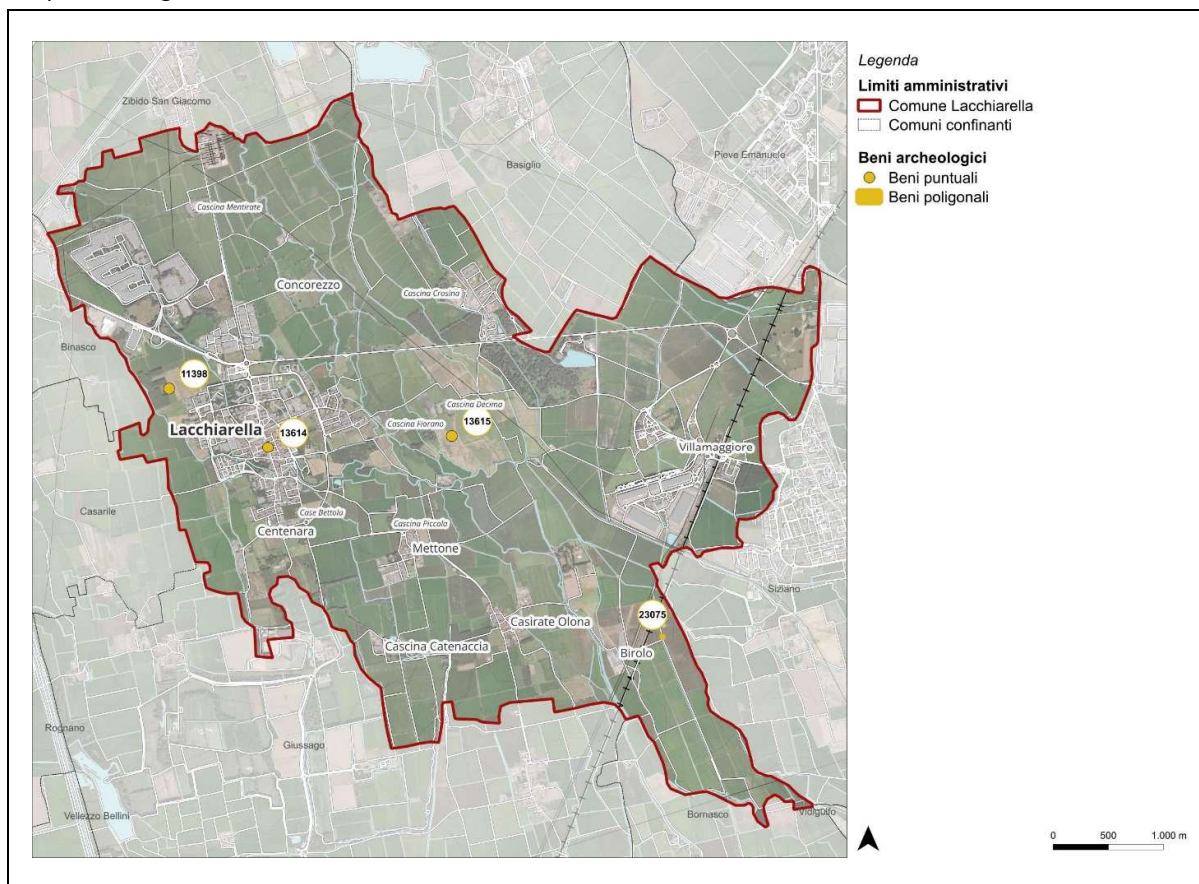 Legenda
Limiti amministrativi
Comune Lacchiarella
Comuni confinanti
Beni archeologici
Beni puntuali
Beni poligonali
Zibido San Giacomo
Basiglio
Pieve Emanuele
Cascina Mentirate
Concorezzo
Cascina Crosina
Binasco
11398
Cascina Decima
13615
Cascina Fiorano
Lacchiarella
13614
Villamaggiore
Casarile
Case Bettola
Centenara
Cascina Piccola
Mettone
Siziano
23075
Casirate Olona
Cascina Catenaccia
Birolo
Rognano
Giussago
Vellezzo Bellini
Bornasco
Vidigulfo
0 500 1.000 m